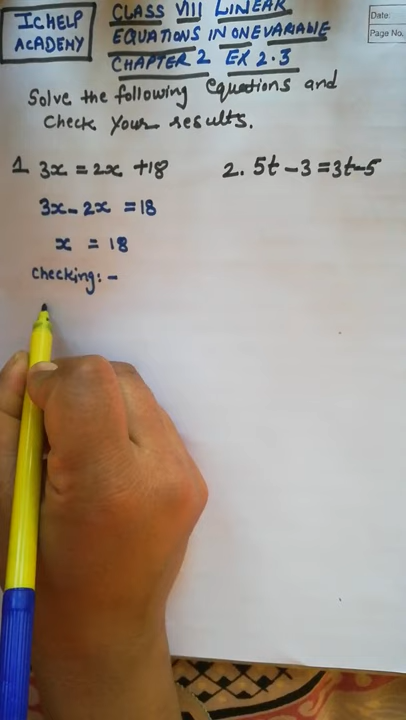 ICHELP
ACADEMY
CLASS VIII LINEAR
EQUATIONS IN ONE VARIABLE
CHAPTER 2 EX 2.3
Date:
Page No.
Solve the following Equations and
Check Your results.
1 3x = 2x + 18
3x - 2x = 18
x = 18
Checking: -
2. 5t - 3 = 3t - 5